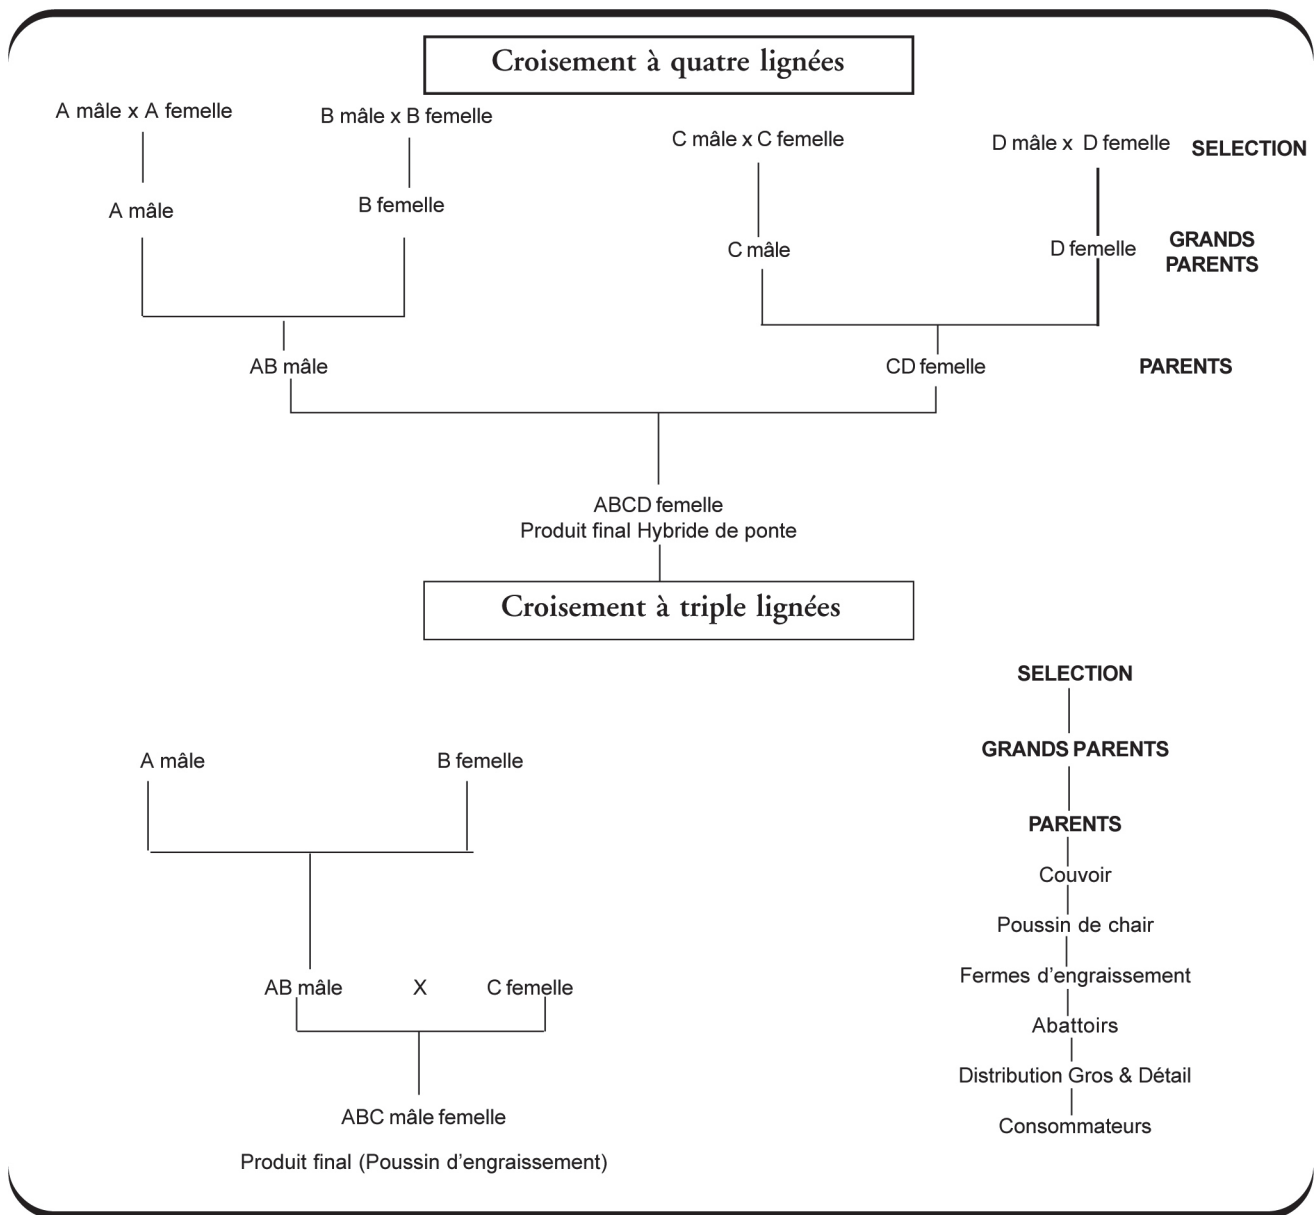 Croisement à quatre lignées
A mâle x A femelle
B mâle x B femelle
C mâle x C femelle
D mâle x D femelle
SELECTION
A mâle
B femelle
C mâle
D femelle
GRANDS
PARENTS
AB mâle
CD femelle
PARENTS
ABCD femelle
Produit final Hybride de ponte
Croisement à triple lignées
A mâle
B femelle
AB mâle
X
C femelle
ABC mâle femelle
Produit final (Poussin d'engraissement)
SELECTION
GRANDS PARENTS
PARENTS
Couvoir
Poussin de chair
Fermes d'engraissement
Abattoirs
Distribution Gros & Détail
Consommateurs